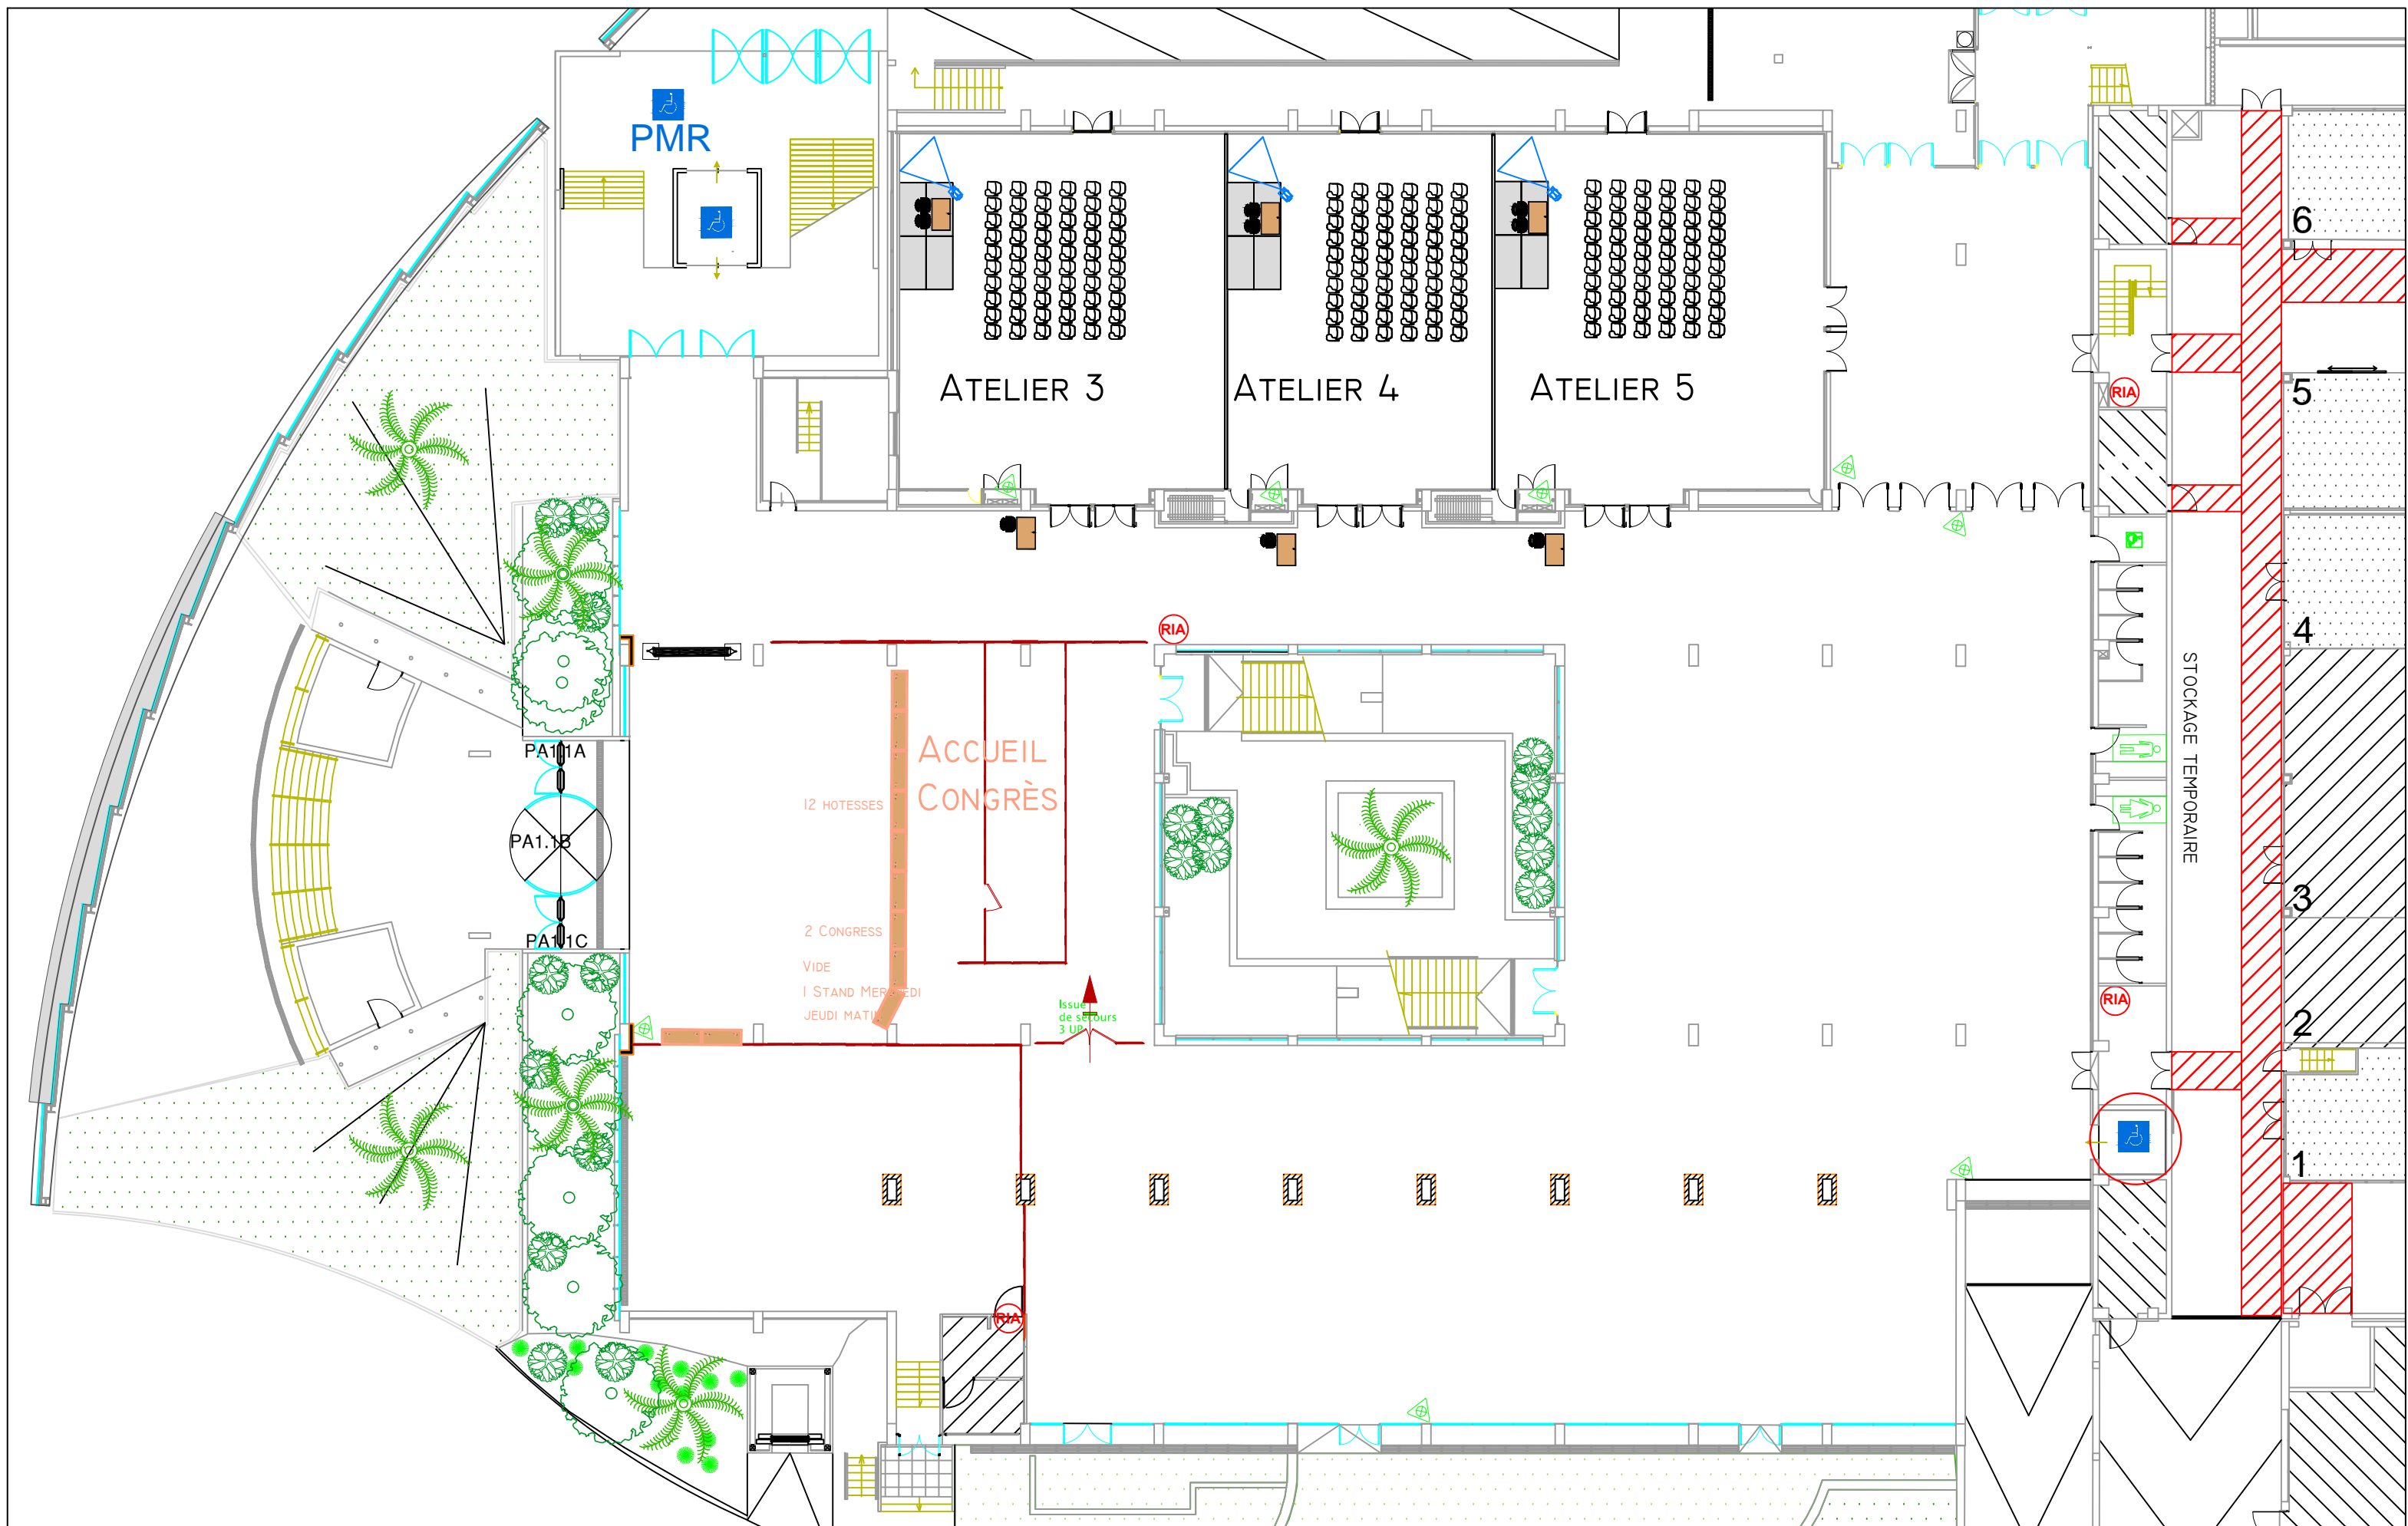 PMR
6
ATELIER 3
ATELIER 4
ATELIER 5
5
RIA
RIA
4
STOCKAGE TEMPORAIRE
ACCUEIL
CONGRÈS
PA1.1A
12 HOTESSES
PA1.1B
3
2 CONGRESS
PA1.1C
VIDE
1 STAND MERCREDI
JEUDI MATIN
Issue
de secours
3 UP
RIA
2
1
RIA